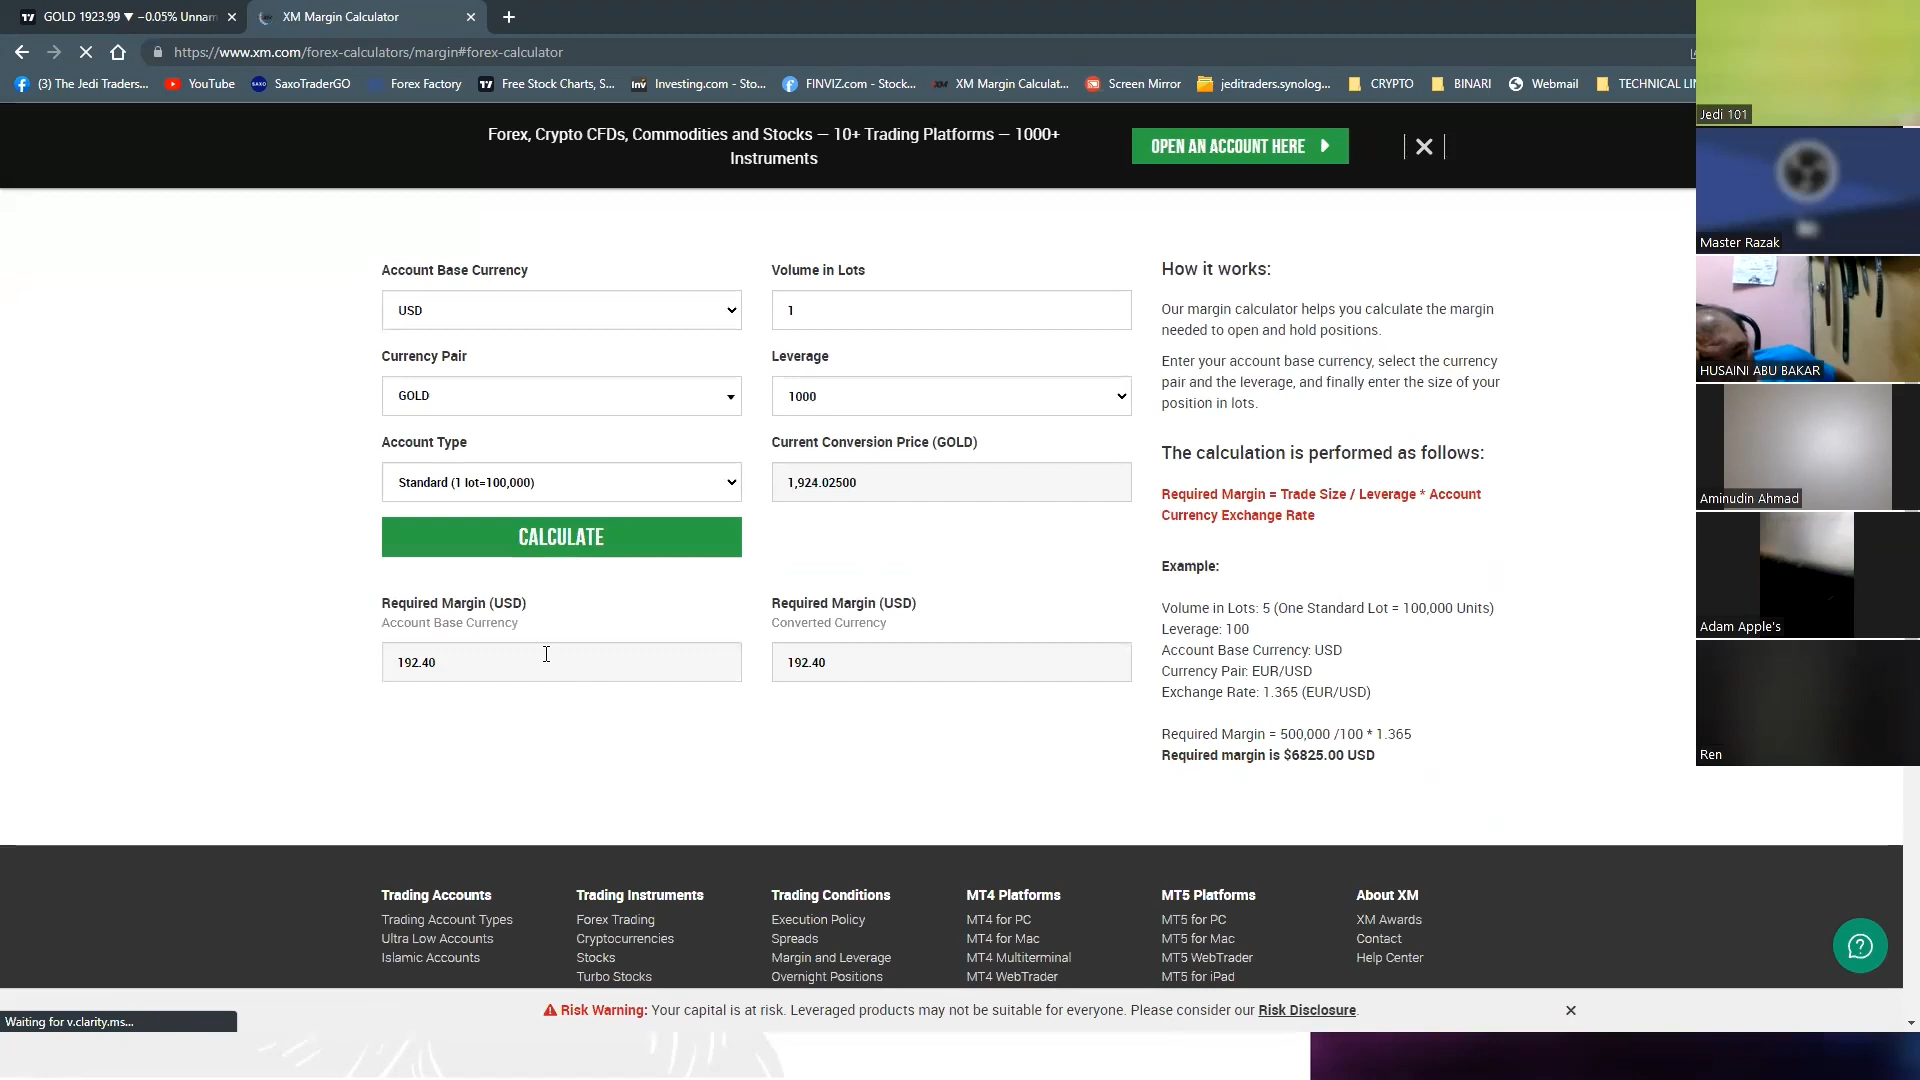 GOLD 1923.99 ▼ −0.05% Unnam
XM Margin Calculator
https://www.xm.com/forex-calculators/margin#forex-calculator
(3) The Jedi Traders...
YouTube
SaxoTraderGO
Forex Factory
Free Stock Charts, S...
Investing.com - Sto...
FINVIZ.com - Stock...
XM Margin Calculat...
Screen Mirror
jeditraders.synolog...
CRYPTO
BINARI
Webmail
TECHNICAL LIN
Forex, Crypto CFDs, Commodities and Stocks — 10+ Trading Platforms — 1000+
Instruments
OPEN AN ACCOUNT HERE
Account Base Currency
USD
Volume in Lots
1
Currency Pair
GOLD
Leverage
1000
Account Type
Standard (1 lot=100,000)
Current Conversion Price (GOLD)
1,924.02500
CALCULATE
Required Margin (USD)
Account Base Currency
192.40
Required Margin (USD)
Converted Currency
192.40
How it works:
Our margin calculator helps you calculate the margin
needed to open and hold positions.
Enter your account base currency, select the currency
pair and the leverage, and finally enter the size of your
position in lots.
The calculation is performed as follows:
Required Margin = Trade Size / Leverage * Account
Currency Exchange Rate
Example:
Volume in Lots: 5 (One Standard Lot = 100,000 Units)
Leverage: 100
Account Base Currency: USD
Currency Pair: EUR/USD
Exchange Rate: 1.365 (EUR/USD)
Required Margin = 500,000 /100 * 1.365
Required margin is $6825.00 USD
Jedi 101
Master Razak
HUSAINI ABU BAKAR
Aminudin Ahmad
Adam Apple's
Ren
Trading Accounts
Trading Account Types
Ultra Low Accounts
Islamic Accounts
Trading Instruments
Forex Trading
Cryptocurrencies
Stocks
Turbo Stocks
Trading Conditions
Execution Policy
Spreads
Margin and Leverage
Overnight Positions
MT4 Platforms
MT4 for PC
MT4 for Mac
MT4 Multiterminal
MT4 WebTrader
MT5 Platforms
MT5 for PC
MT5 for Mac
MT5 WebTrader
MT5 for iPad
About XM
XM Awards
Contact
Help Center
Risk Warning: Your capital is at risk. Leveraged products may not be suitable for everyone. Please consider our Risk Disclosure.
Waiting for v.clarity.ms...